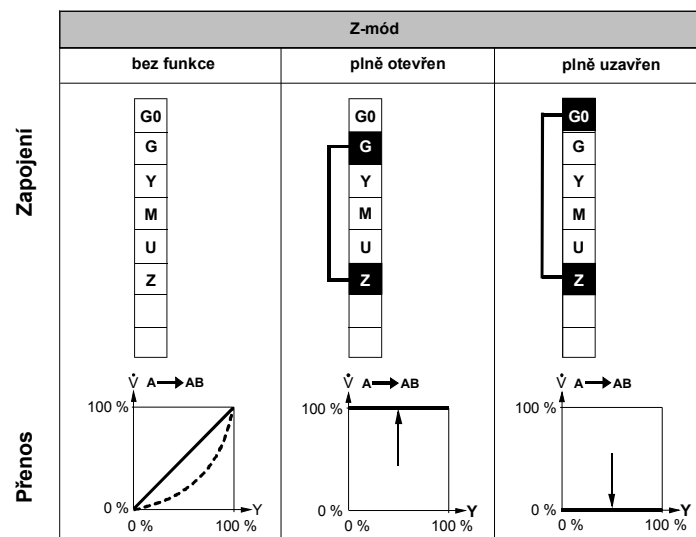 Z-mód
bez funkce
plně otevřen
plně uzavřen
Zapojení
G0
G
Y
M
U
Z
G0
G
Y
M
U
Z
G0
G
Y
M
U
Z
Přenos
V̇ A → AB
100 %
0 %
0 %
100 %
Y
V̇ A → AB
100 %
0 %
0 %
100 %
Y
V̇ A → AB
100 %
0 %
0 %
100 %
Y